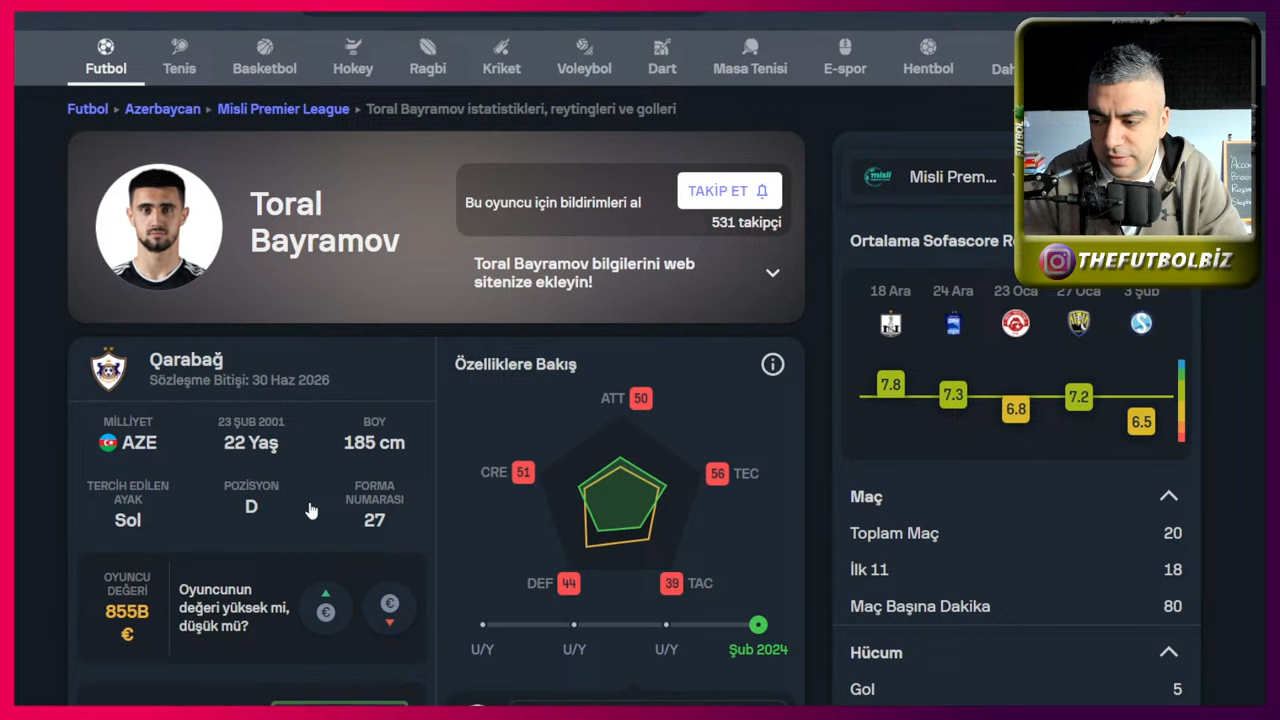 Futbol
Tenis
Basketbol
Hokey
Ragbi
Kriket
Voleybol
Dart
Masa Tenisi
E-spor
Hentbol
Futbol ▸ Azerbaycan ▸ Misli Premier League ▸ Toral Bayramov istatistikleri, reytingleri ve golleri
Toral
Bayramov
Bu oyuncu için bildirimleri al
TAKİP ET
531 takipçi
Toral Bayramov bilgilerini web
sitenize ekleyin!
misli
Misli Prem...
THEFUTBOLBİZ
Qarabağ
Sözleşme Bitişi: 30 Haz 2026
MİLLİYET
AZE
23 ŞUB 2001
22 Yaş
BOY
185 cm
TERCİH EDİLEN
AYAK
Sol
POZİSYON
D
FORMA
NUMARASI
27
OYUNCU
DEĞERİ
855B
€
Oyuncunun
değeri yüksek mi,
düşük mü?
Özelliklere Bakış
ATT 50
CRE 51
56 TEC
DEF 44
39 TAC
U/Y
U/Y
U/Y
Şub 2024
Ortalama Sofascore
18 Ara
24 Ara
23 Oca
27 Oca
3 Şub
7.8
7.3
6.8
7.2
6.5
Maç
Toplam Maç 20
İlk 11 18
Maç Başına Dakika 80
Hücum
Gol 5